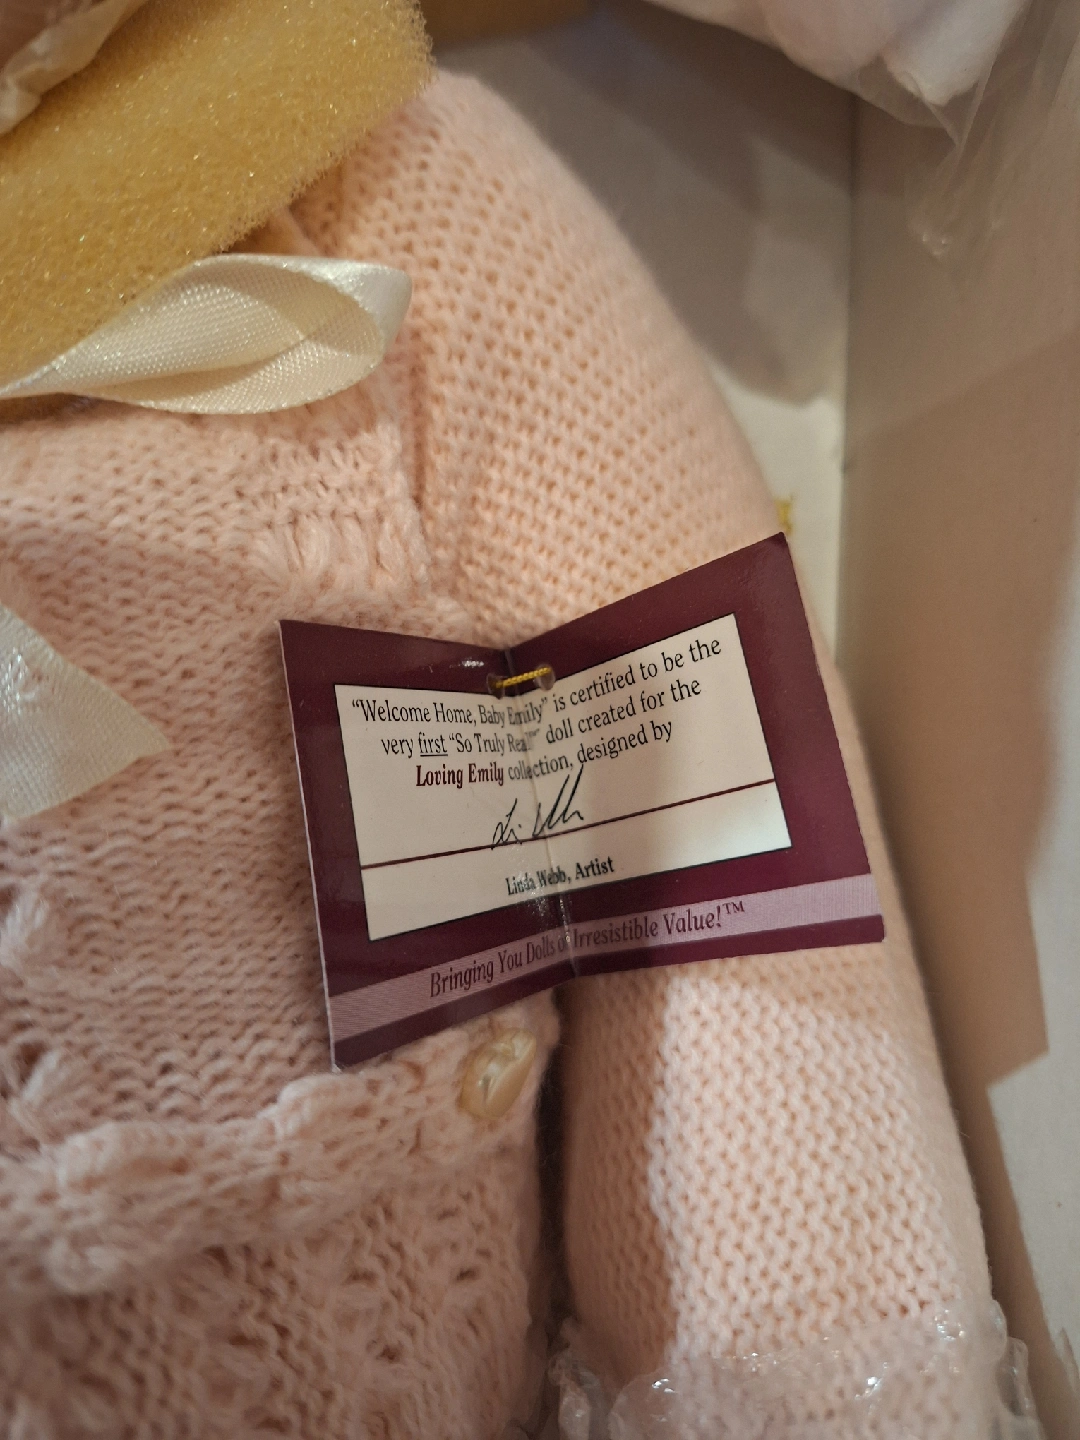 “Welcome Home, Baby Emily” is certified to be the
very first “So Truly Real” doll created for the
Loving Emily collection, designed by
Linda Webb, Artist
Bringing You Dolls of Irresistible Value!™